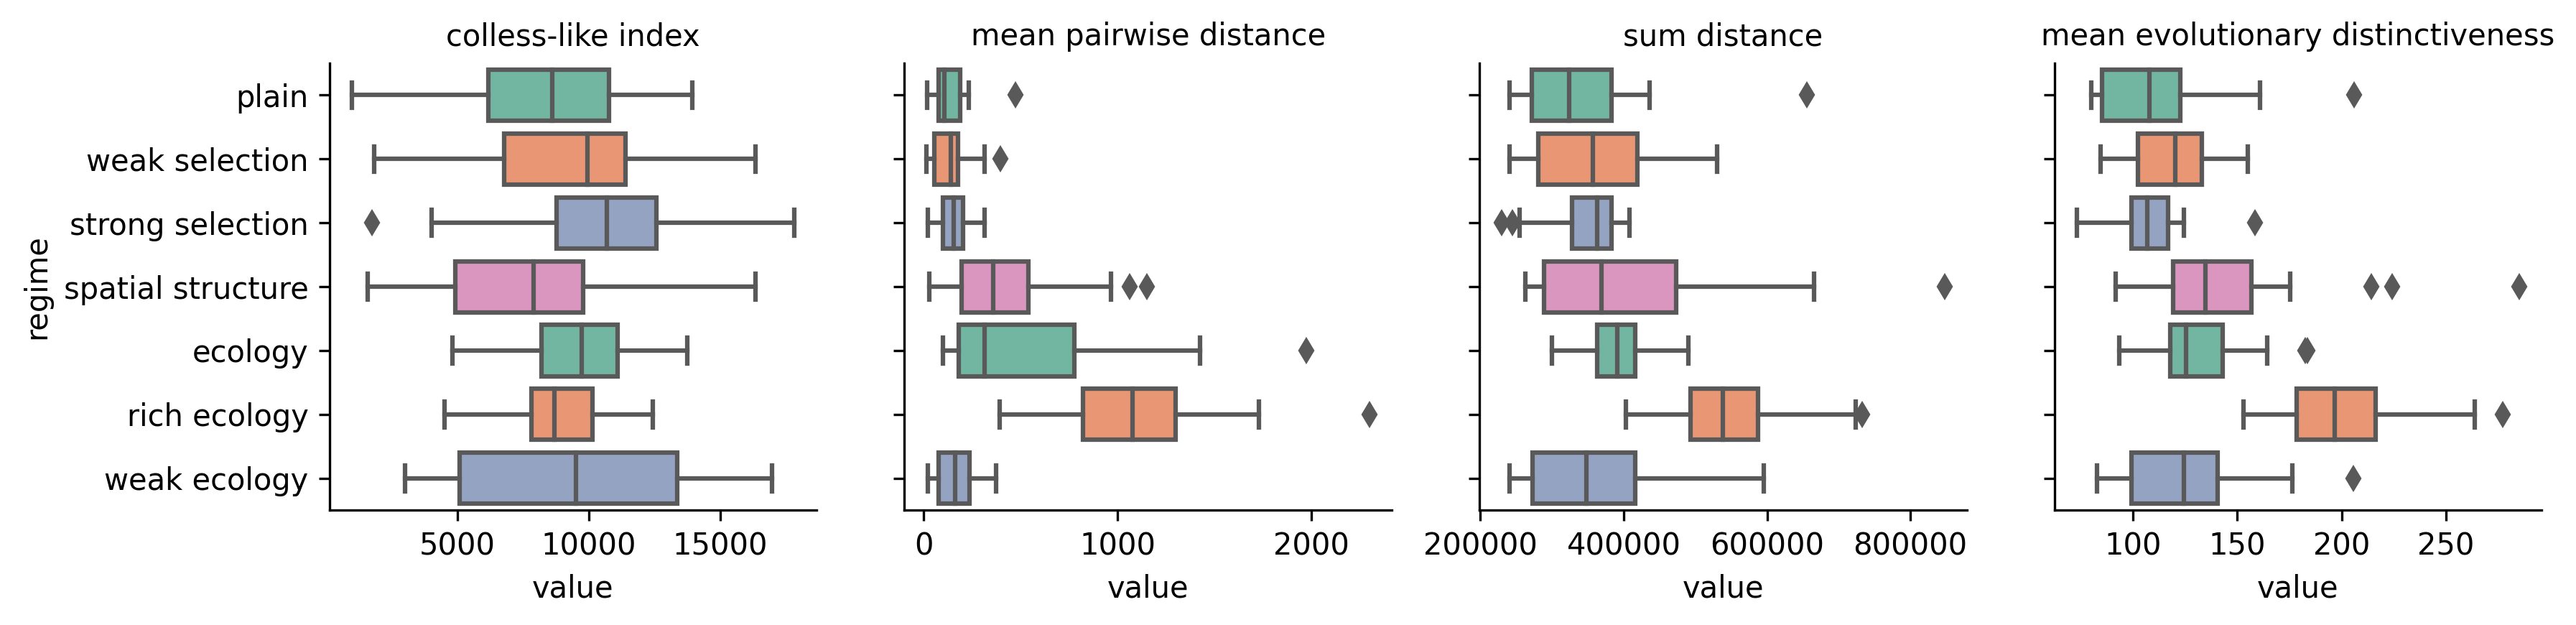 colless-like index
mean pairwise distance
sum distance
mean evolutionary distinctiveness
regime
plain
weak selection
strong selection
spatial structure
ecology
rich ecology
weak ecology
5000 10000 15000
0 1000 2000
200000 400000 600000 800000
100 150 200 250
value
value
value
value